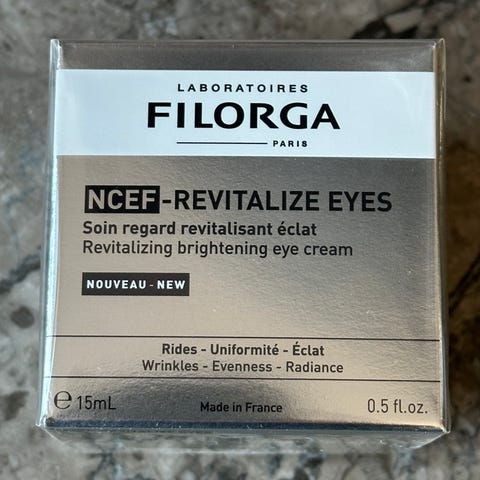 LABORATOIRES
FILORGA
PARIS
NCEF-REVITALIZE EYES
Soin regard revitalisant éclat
Revitalizing brightening eye cream
NOUVEAU - NEW
Rides - Uniformité - Éclat
Wrinkles - Evenness - Radiance
℮ 15mL Made in France 0.5 fl.oz.